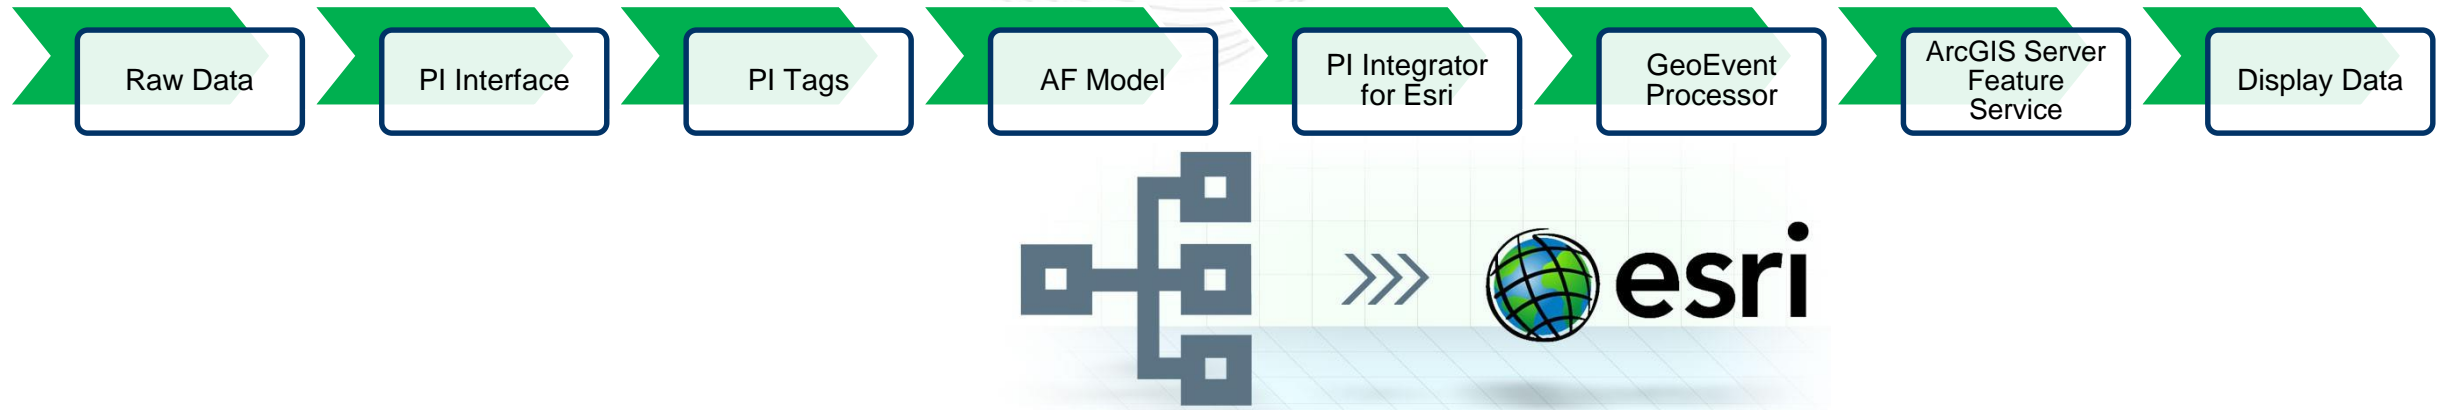 Raw Data
PI Interface
PI Tags
AF Model
PI Integrator
for Esri
GeoEvent
Processor
ArcGIS Server
Feature
Service
Display Data
esri